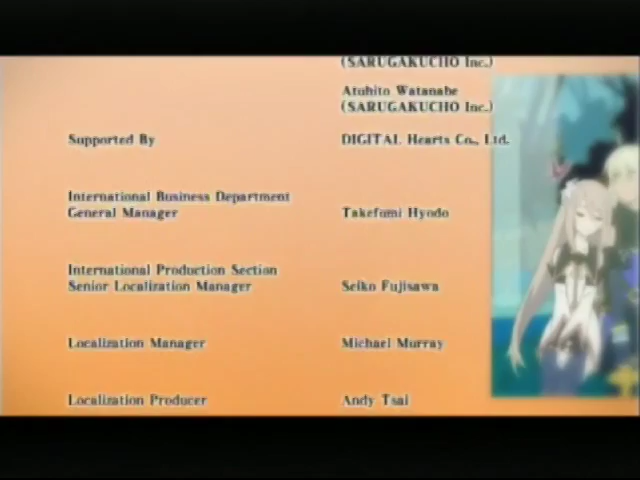 (SARUGAKUCHO Inc.)
Atuhito Watanabe
(SARUGAKUCHO Inc.)
Supported By DIGITAL Hearts Co., Ltd.
International Business Department
General Manager Takefumi Hyodo
International Production Section
Senior Localization Manager Seiko Fujisawa
Localization Manager Michael Murray
Localization Producer Andy Tsai